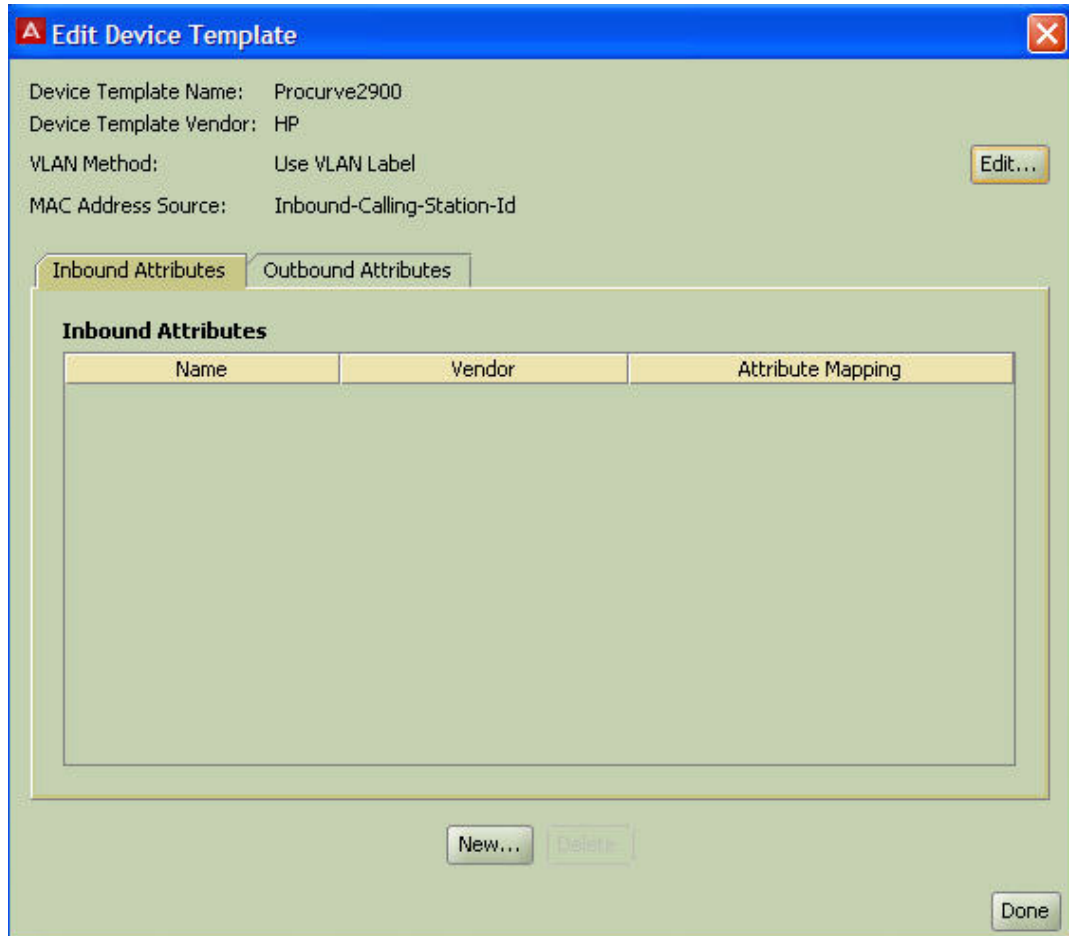 A Edit Device Template
Device Template Name: Procurve2900
Device Template Vendor: HP
VLAN Method: Use VLAN Label
Edit...
MAC Address Source: Inbound-Calling-Station-Id
Inbound Attributes Outbound Attributes
Inbound Attributes
Name Vendor Attribute Mapping
New... Delete
Done